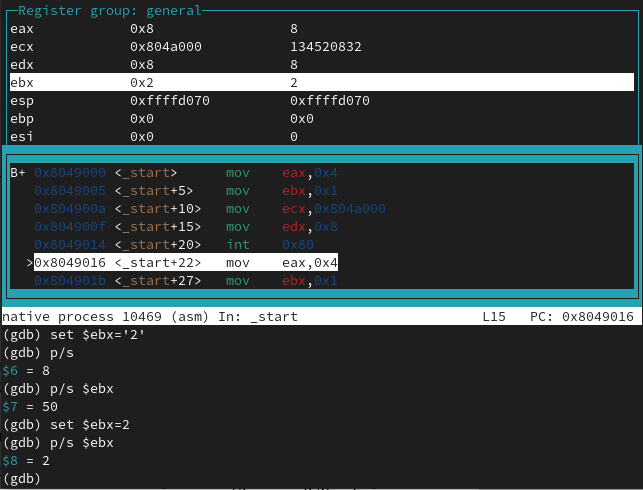 Register group: general
eax 0x8 8
ecx 0x804a000 134520832
edx 0x8 8
ebx 0x2 2
esp 0xffffd070 0xffffd070
ebp 0x0 0x0
esi 0x0 0
B+ 0x8049000 <_start> mov eax,0x4
0x8049005 <_start+5> mov ebx,0x1
0x804900a <_start+10> mov ecx,0x804a000
0x804900f <_start+15> mov edx,0x8
0x8049014 <_start+20> int 0x80
>0x8049016 <_start+22> mov eax,0x4
0x804901b <_start+27> mov ebx,0x1
native process 10469 (asm) In: _start L15 PC: 0x8049016
(gdb) set $ebx='2'
(gdb) p/s
$6 = 8
(gdb) p/s $ebx
$7 = 50
(gdb) set $ebx=2
(gdb) p/s $ebx
$8 = 2
(gdb)